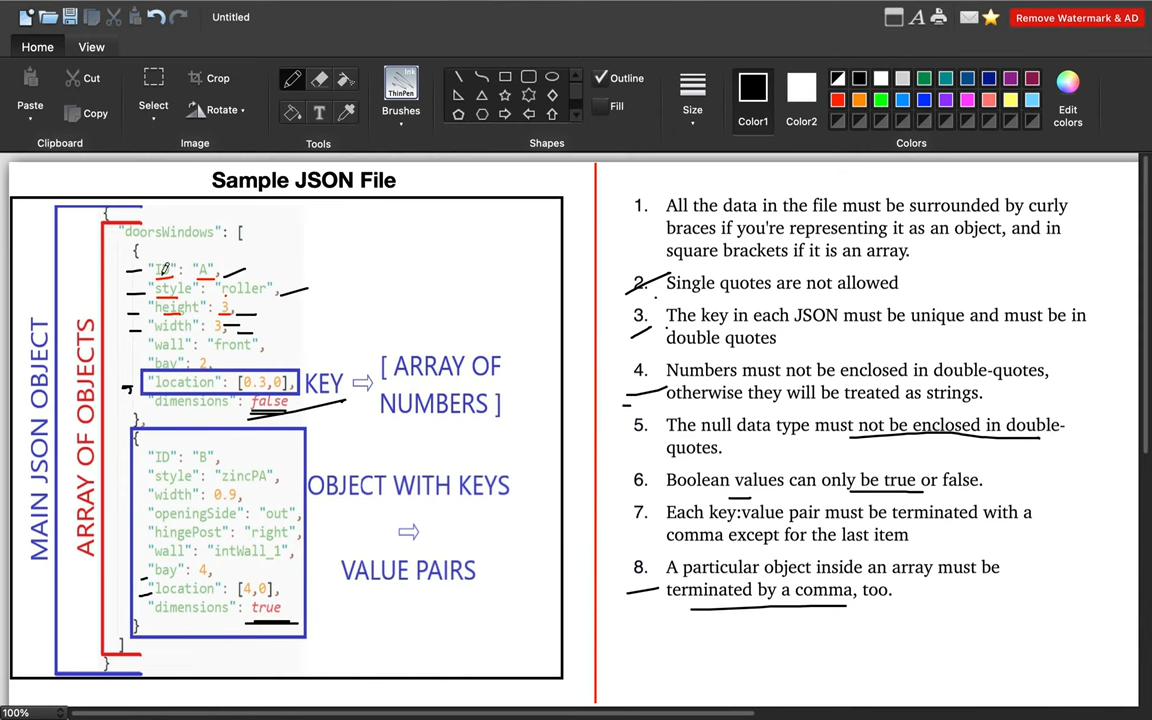 Untitled
Remove Watermark & AD
Home
View
Paste
Cut
Copy
Select
Crop
Rotate
Ink
ThinPen
Brushes
Outline
Fill
Size
Color1
Color2
Edit
colors
Clipboard
Image
Tools
Shapes
Colors
Sample JSON File
{
"doorsWindows": [
{
"ID": "A",
"style": "roller",
"height": 3,
"width": 3,
"wall": "front",
"bay": 2,
"location": [0.3,0],
"dimensions": false
},
{
"ID": "B",
"style": "zincPA",
"width": 0.9,
"openingSide": "out",
"hingePost": "right",
"wall": "intWall_1",
"bay": 4,
"location": [4,0],
"dimensions": true
}
]
}
MAIN JSON OBJECT
ARRAY OF OBJECTS
KEY ⇨ [ ARRAY OF
NUMBERS ]
OBJECT WITH KEYS
⇨
VALUE PAIRS
1. All the data in the file must be surrounded by curly
braces if you're representing it as an object, and in
square brackets if it is an array.
2. Single quotes are not allowed
3. The key in each JSON must be unique and must be in
double quotes
4. Numbers must not be enclosed in double-quotes,
otherwise they will be treated as strings.
5. The null data type must not be enclosed in double-
quotes.
6. Boolean values can only be true or false.
7. Each key:value pair must be terminated with a
comma except for the last item
8. A particular object inside an array must be
terminated by a comma, too.
100%